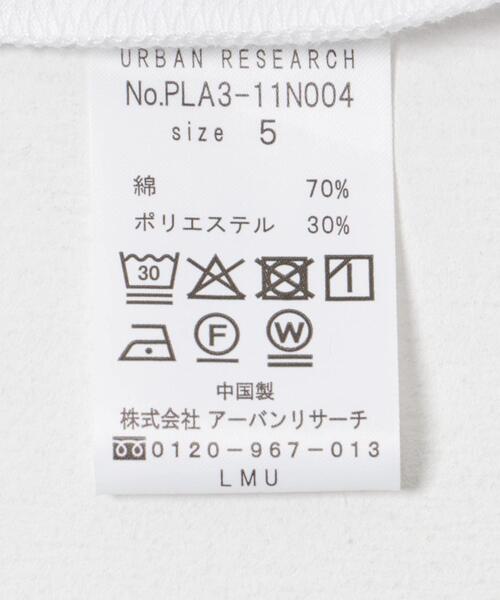 URBAN RESEARCH
No.PLA3-11N004
size 5
綿 70%
ポリエステル 30%
30
F W
中国製
株式会社 アーバンリサーチ
0120-967-013
LMU